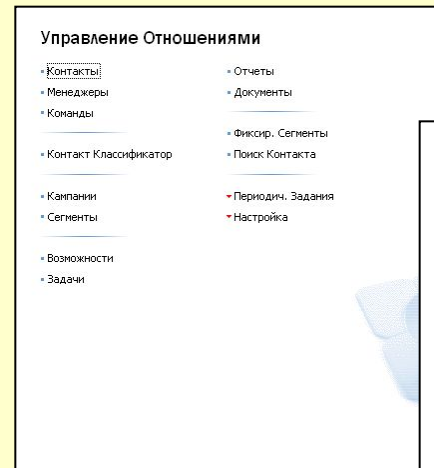 Управление Отношениями
Контакты
Менеджеры
Команды
Контакт Классификатор
Кампании
Сегменты
Возможности
Задачи
Отчеты
Документы
Фиксир. Сегменты
Поиск Контакта
Периодич. Задания
Настройка